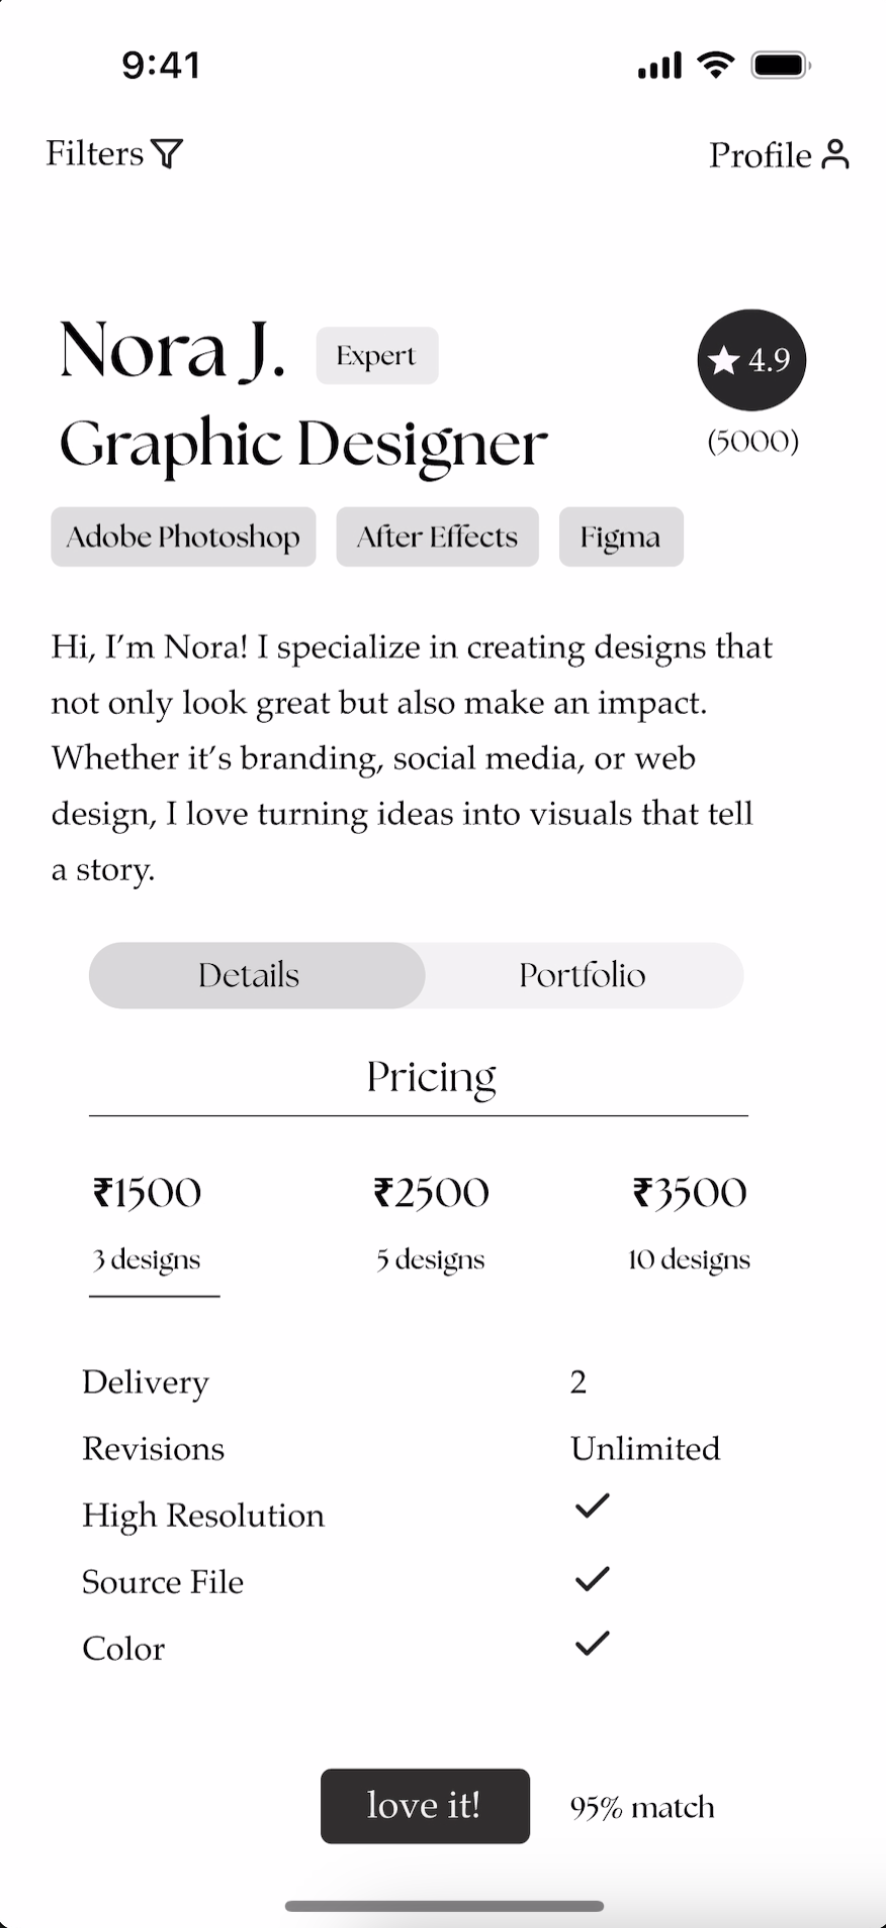 9:41
Filters
Profile
Nora J.
Expert
4.9
Graphic Designer
(5000)
Adobe Photoshop
After Effects
Figma
Hi, I’m Nora! I specialize in creating designs that
not only look great but also make an impact.
Whether it’s branding, social media, or web
design, I love turning ideas into visuals that tell
a story.
Details
Portfolio
Pricing
₹1500
₹2500
₹3500
3 designs
5 designs
10 designs
Delivery 2
Revisions Unlimited
High Resolution
Source File
Color
love it!
95% match